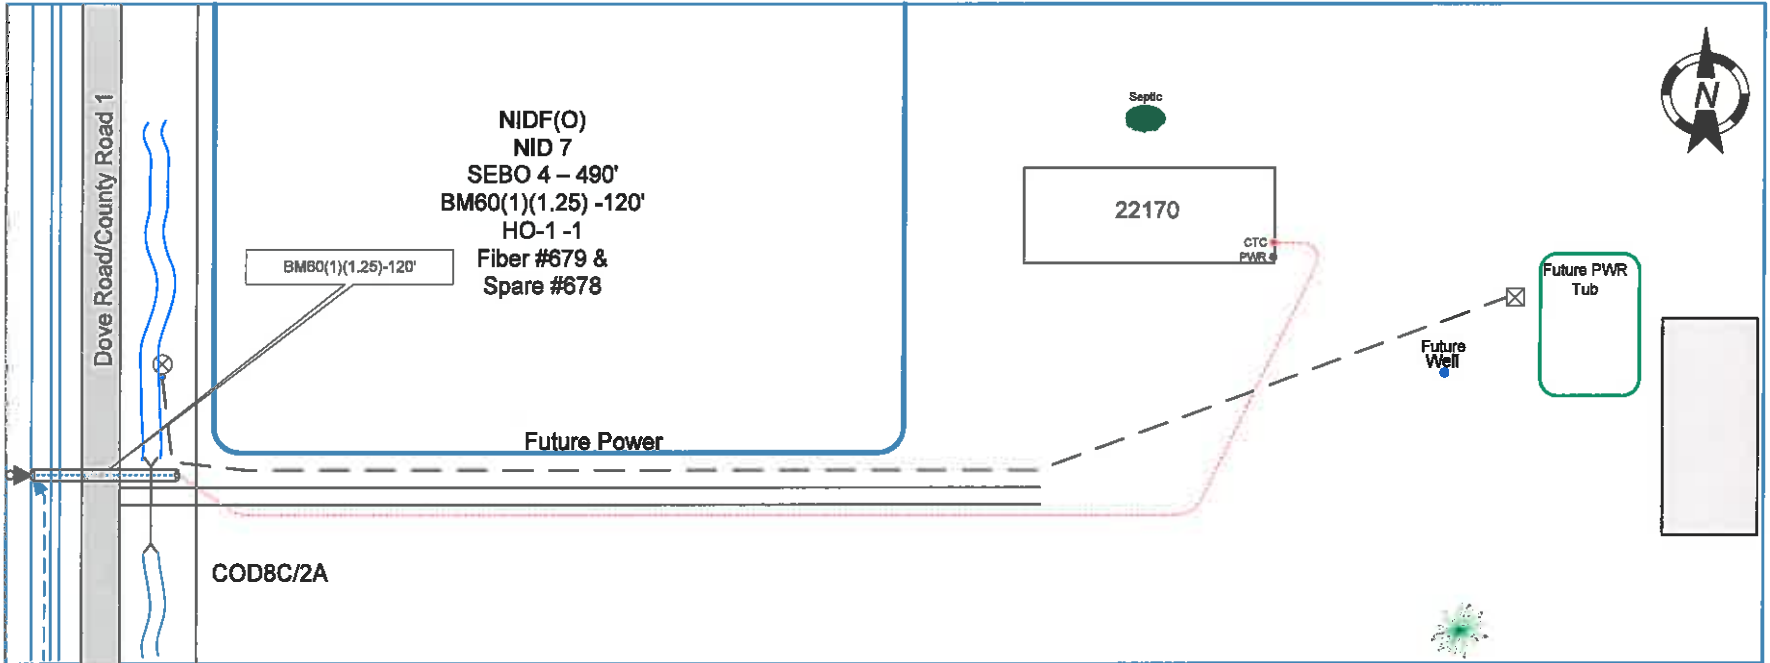 NIDF(O)
NID 7
SEBO 4 – 490'
BM60(1)(1.25) -120'
HO-1 -1
Fiber #679 &
Spare #678
BM60(1)(1.25)-120'
Dove Road/County Road 1
Future Power
COD8C/2A
Septic
22170
CTC
PWR
N
Future PWR
Tub
Future
Well